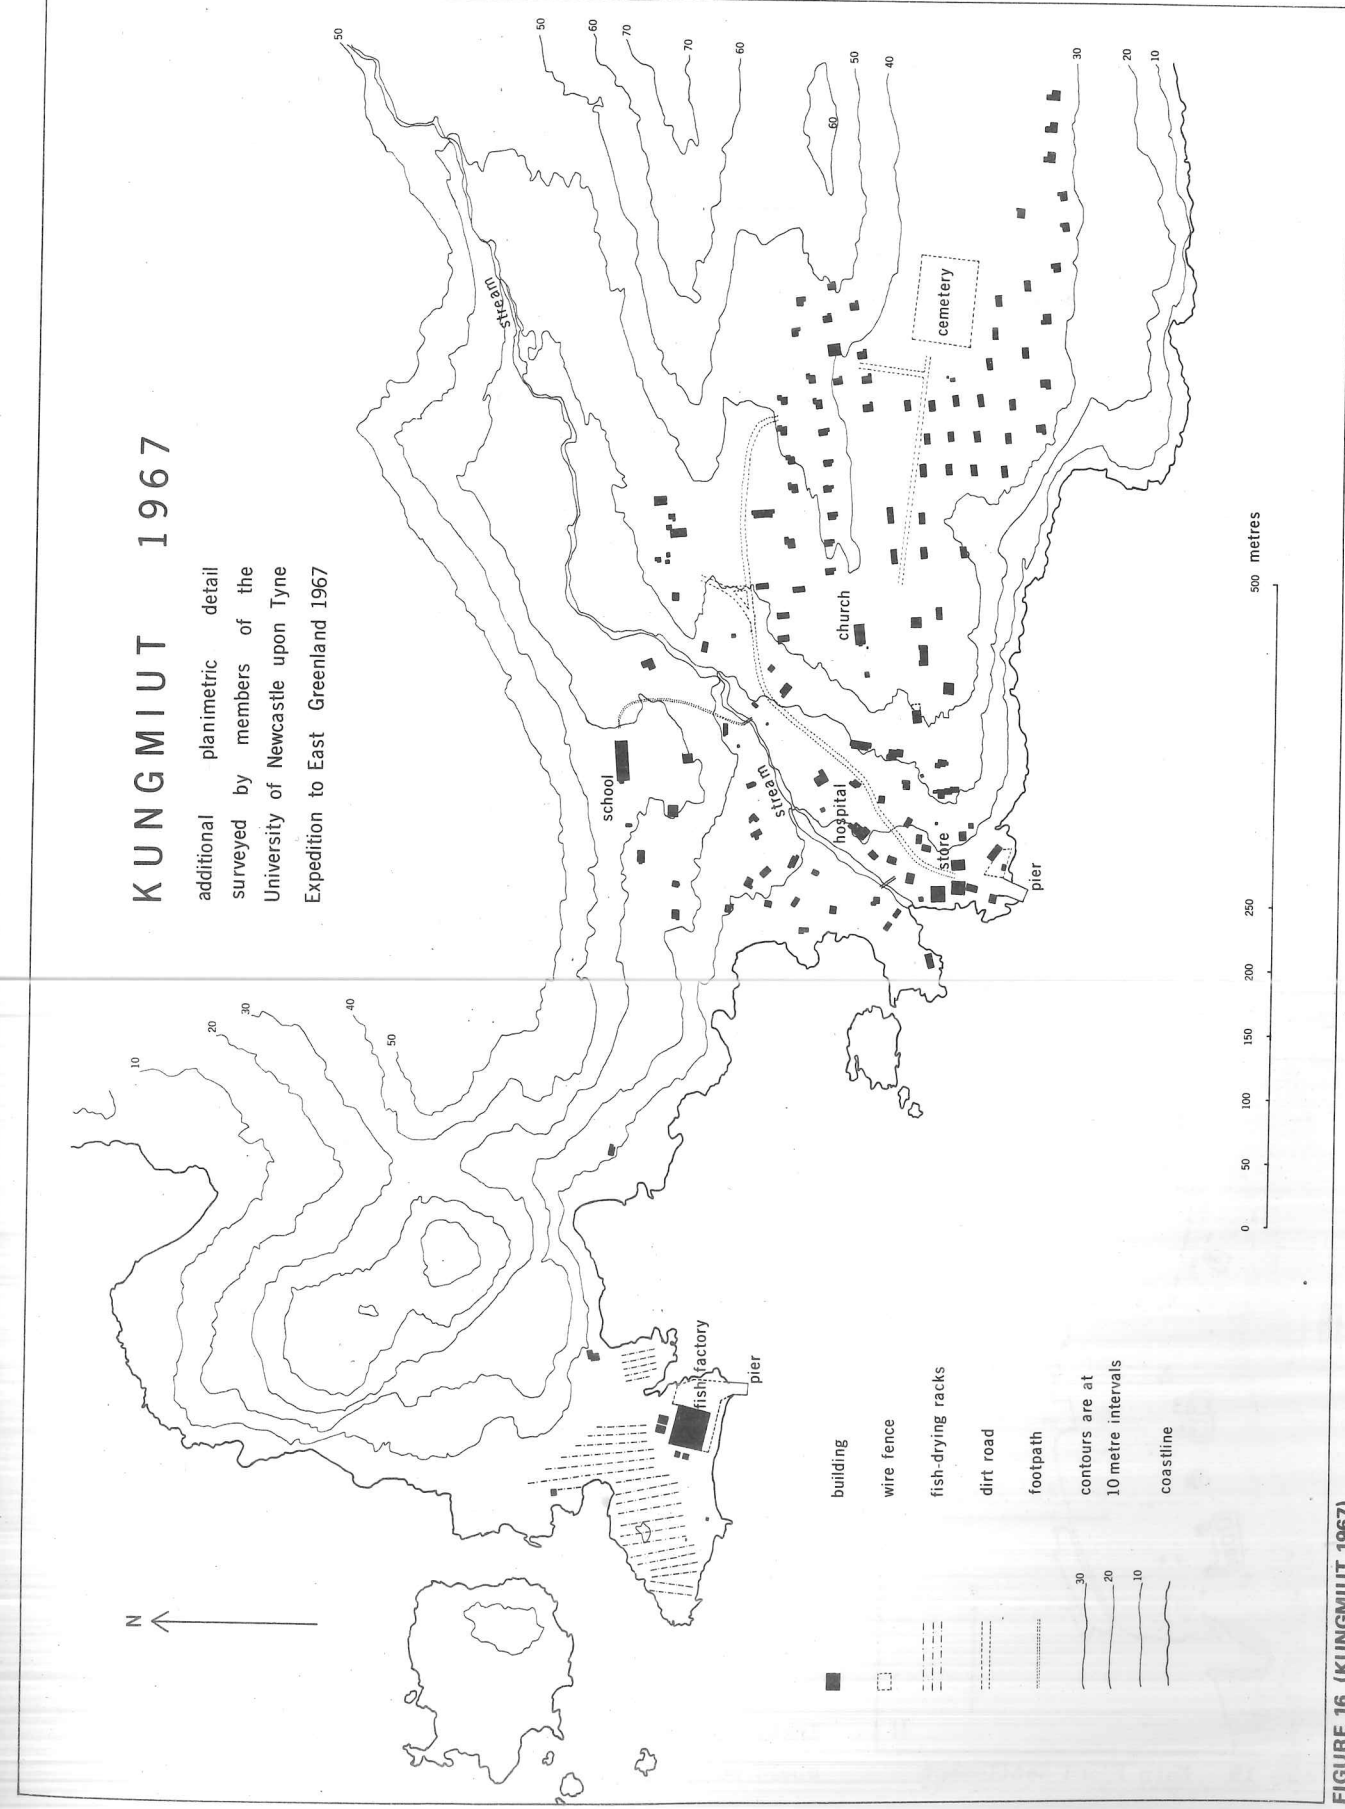 KUNGMIUT 1967
additional planimetric detail
surveyed by members of the
University of Newcastle upon Tyne
Expedition to East Greenland 1967
N
10
20
30
40
50
50
50
60
70
70
60
60
50
40
30
20
10
stream
school
stream
hospital
store
pier
church
cemetery
fish factory
pier
building
wire fence
fish-drying racks
dirt road
footpath
30
20
10
contours are at
10 metre intervals
coastline
0 50 100 150 200 250 500 metres
FIGURE 16 (KUNGMIUT 1967)